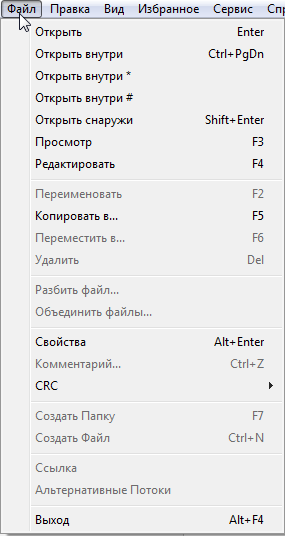 Файл Правка Вид Избранное Сервис Спр
Открыть Enter
Открыть внутри Ctrl+PgDn
Открыть внутри *
Открыть внутри #
Открыть снаружи Shift+Enter
Просмотр F3
Редактировать F4
Переименовать F2
Копировать в... F5
Переместить в... F6
Удалить Del
Разбить файл...
Объединить файлы...
Свойства Alt+Enter
Комментарий... Ctrl+Z
CRC
Создать Папку F7
Создать Файл Ctrl+N
Ссылка
Альтернативные Потоки
Выход Alt+F4